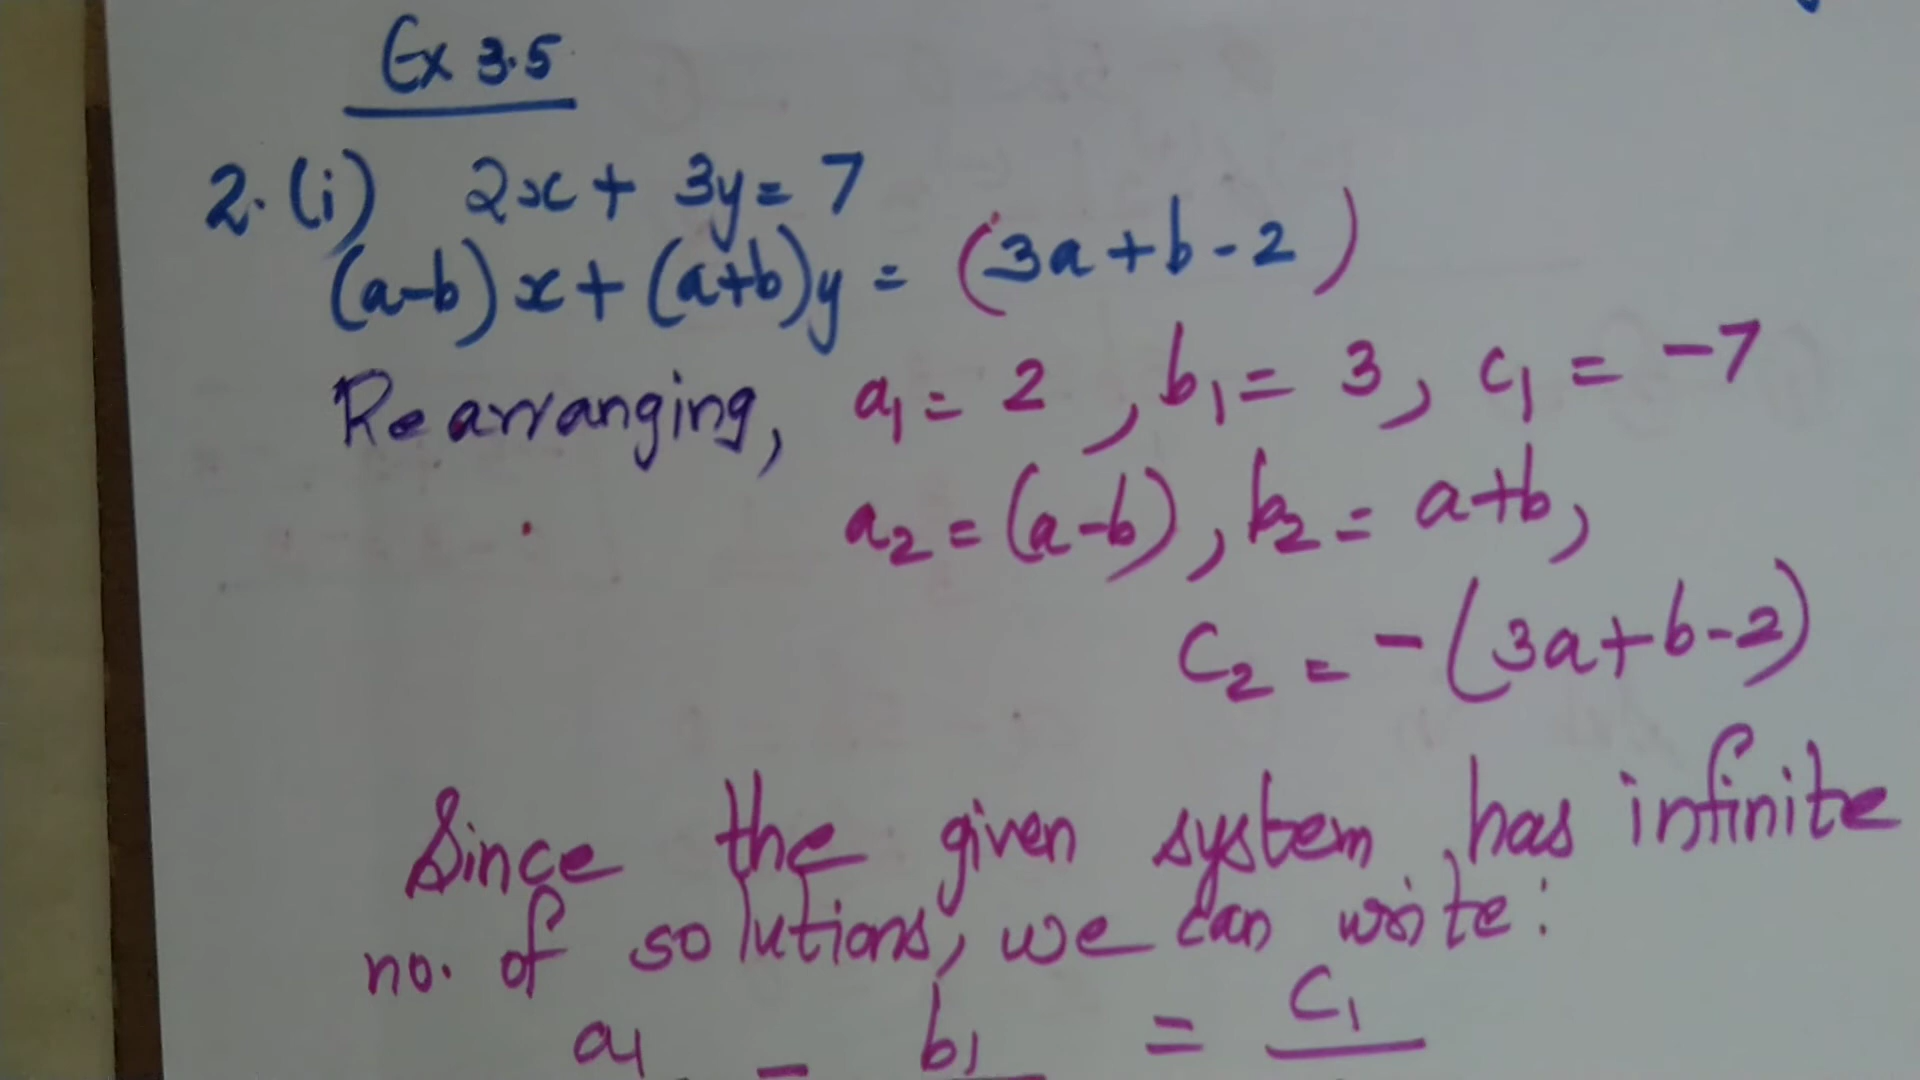 Ex 3.5
2. (i) 2x + 3y = 7
(a-b)x + (a+b)y = (3a+b-2)
Rearranging, a₁ = 2, b₁ = 3, c₁ = -7
a₂ = (a-b), b₂ = a+b,
C₂ = -(3a+b-2)
Since the given system has infinite
no. of solutions, we can write:
a₁ = b₁ = C₁